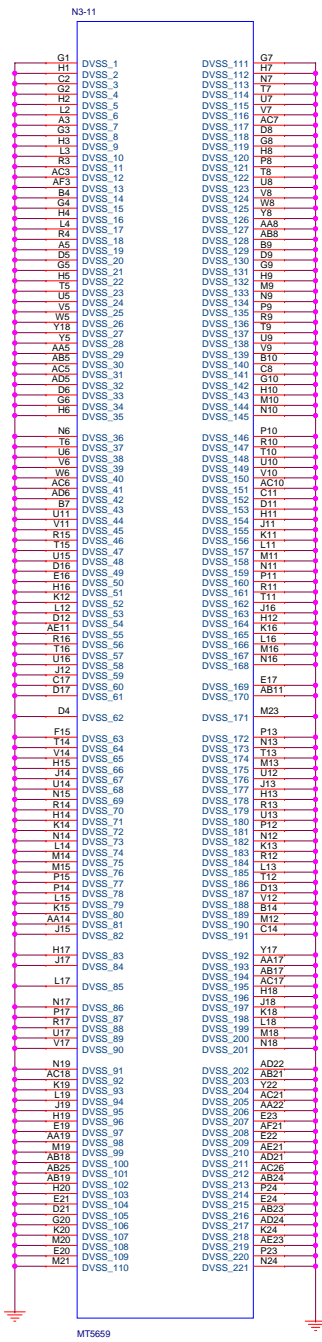 N3-11
G1 DVSS_1
H1 DVSS_2
C2 DVSS_3
G2 DVSS_4
H2 DVSS_5
L2 DVSS_6
A3 DVSS_7
G3 DVSS_8
H3 DVSS_9
L3 DVSS_10
R3 DVSS_11
AC3 DVSS_12
AF3 DVSS_13
B4 DVSS_14
G4 DVSS_15
H4 DVSS_16
L4 DVSS_17
R4 DVSS_18
A5 DVSS_19
D5 DVSS_20
G5 DVSS_21
H5 DVSS_22
T5 DVSS_23
U5 DVSS_24
V5 DVSS_25
W5 DVSS_26
Y18 DVSS_27
Y5 DVSS_28
AA5 DVSS_29
AB5 DVSS_30
AC5 DVSS_31
AD5 DVSS_32
D6 DVSS_33
G6 DVSS_34
H6 DVSS_35
N6 DVSS_36
T6 DVSS_37
U6 DVSS_38
V6 DVSS_39
W6 DVSS_40
AC6 DVSS_41
AD6 DVSS_42
B7 DVSS_43
U11 DVSS_44
V11 DVSS_45
R15 DVSS_46
T15 DVSS_47
U15 DVSS_48
D16 DVSS_49
E16 DVSS_50
H16 DVSS_51
K12 DVSS_52
L12 DVSS_53
D12 DVSS_54
AE11 DVSS_55
R16 DVSS_56
T16 DVSS_57
U16 DVSS_58
J12 DVSS_59
C17 DVSS_60
D17 DVSS_61
D4 DVSS_62
F15 DVSS_63
T14 DVSS_64
V14 DVSS_65
H15 DVSS_66
J14 DVSS_67
U14 DVSS_68
N15 DVSS_69
R14 DVSS_70
H14 DVSS_71
K14 DVSS_72
N14 DVSS_73
L14 DVSS_74
M14 DVSS_75
M15 DVSS_76
P15 DVSS_77
P14 DVSS_78
L15 DVSS_79
K15 DVSS_80
AA14 DVSS_81
J15 DVSS_82
H17 DVSS_83
J17 DVSS_84
L17 DVSS_85
N17 DVSS_86
P17 DVSS_87
R17 DVSS_88
U17 DVSS_89
V17 DVSS_90
N19 DVSS_91
AC18 DVSS_92
K19 DVSS_93
L19 DVSS_94
J19 DVSS_95
H19 DVSS_96
E19 DVSS_97
AA19 DVSS_98
M19 DVSS_99
AB18 DVSS_100
AB25 DVSS_101
AB19 DVSS_102
H20 DVSS_103
E21 DVSS_104
D21 DVSS_105
G20 DVSS_106
K20 DVSS_107
M20 DVSS_108
E20 DVSS_109
M21 DVSS_110
DVSS_111 G7
DVSS_112 H7
DVSS_113 N7
DVSS_114 T7
DVSS_115 U7
DVSS_116 V7
DVSS_117 AC7
DVSS_118 D8
DVSS_119 G8
DVSS_120 H8
DVSS_121 P8
DVSS_122 T8
DVSS_123 U8
DVSS_124 V8
DVSS_125 W8
DVSS_126 Y8
DVSS_127 AA8
DVSS_128 AB8
DVSS_129 B9
DVSS_130 D9
DVSS_131 G9
DVSS_132 H9
DVSS_133 M9
DVSS_134 N9
DVSS_135 P9
DVSS_136 R9
DVSS_137 T9
DVSS_138 U9
DVSS_139 V9
DVSS_140 B10
DVSS_141 C8
DVSS_142 G10
DVSS_143 H10
DVSS_144 M10
DVSS_145 N10
DVSS_146 P10
DVSS_147 R10
DVSS_148 T10
DVSS_149 U10
DVSS_150 V10
DVSS_151 AC10
DVSS_152 C11
DVSS_153 D11
DVSS_154 H11
DVSS_155 J11
DVSS_156 K11
DVSS_157 L11
DVSS_158 M11
DVSS_159 N11
DVSS_160 P11
DVSS_161 R11
DVSS_162 T11
DVSS_163 J16
DVSS_164 H12
DVSS_165 K16
DVSS_166 L16
DVSS_167 M16
DVSS_168 N16
DVSS_169 E17
DVSS_170 AB11
DVSS_171 M23
DVSS_172 P13
DVSS_173 N13
DVSS_174 T13
DVSS_175 M13
DVSS_176 U12
DVSS_177 J13
DVSS_178 H13
DVSS_179 R13
DVSS_180 U13
DVSS_181 P12
DVSS_182 N12
DVSS_183 K13
DVSS_184 R12
DVSS_185 L13
DVSS_186 T12
DVSS_187 D13
DVSS_188 V12
DVSS_189 B14
DVSS_190 M12
DVSS_191 C14
DVSS_192 Y17
DVSS_193 AA17
DVSS_194 AB17
DVSS_195 AC17
DVSS_196 H18
DVSS_197 J18
DVSS_198 K18
DVSS_199 L18
DVSS_200 M18
DVSS_201 N18
DVSS_202 AD22
DVSS_203 AB21
DVSS_204 Y22
DVSS_205 AC21
DVSS_206 AA22
DVSS_207 E23
DVSS_208 AF21
DVSS_209 E22
DVSS_210 AE21
DVSS_211 AD21
DVSS_212 AC26
DVSS_213 AB24
DVSS_214 P24
DVSS_215 E24
DVSS_216 AB23
DVSS_217 AD24
DVSS_218 K24
DVSS_219 AE23
DVSS_220 P23
DVSS_221 N24
MT5659